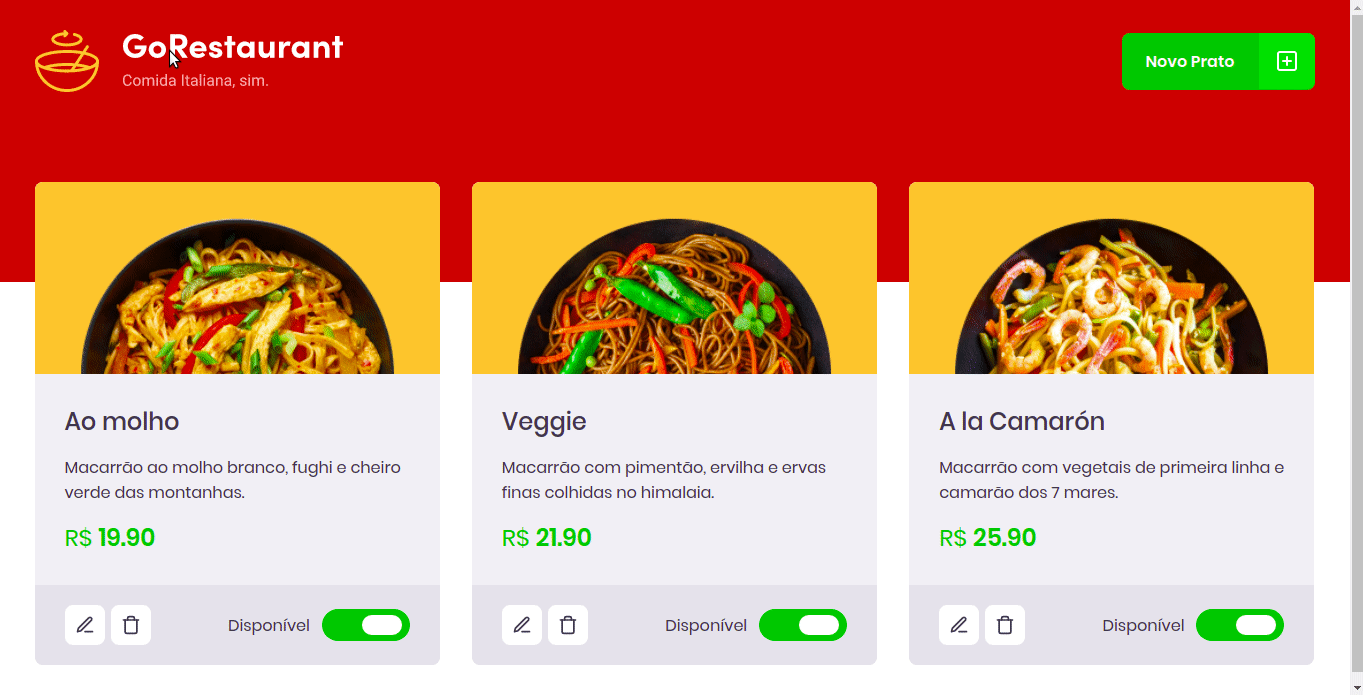 GoRestaurant
Comida Italiana, sim.
Novo Prato
Ao molho
Macarrão ao molho branco, fughi e cheiro
verde das montanhas.
R$ 19.90
Disponível
Veggie
Macarrão com pimentão, ervilha e ervas
finas colhidas no himalaia.
R$ 21.90
Disponível
A la Camarón
Macarrão com vegetais de primeira linha e
camarão dos 7 mares.
R$ 25.90
Disponível